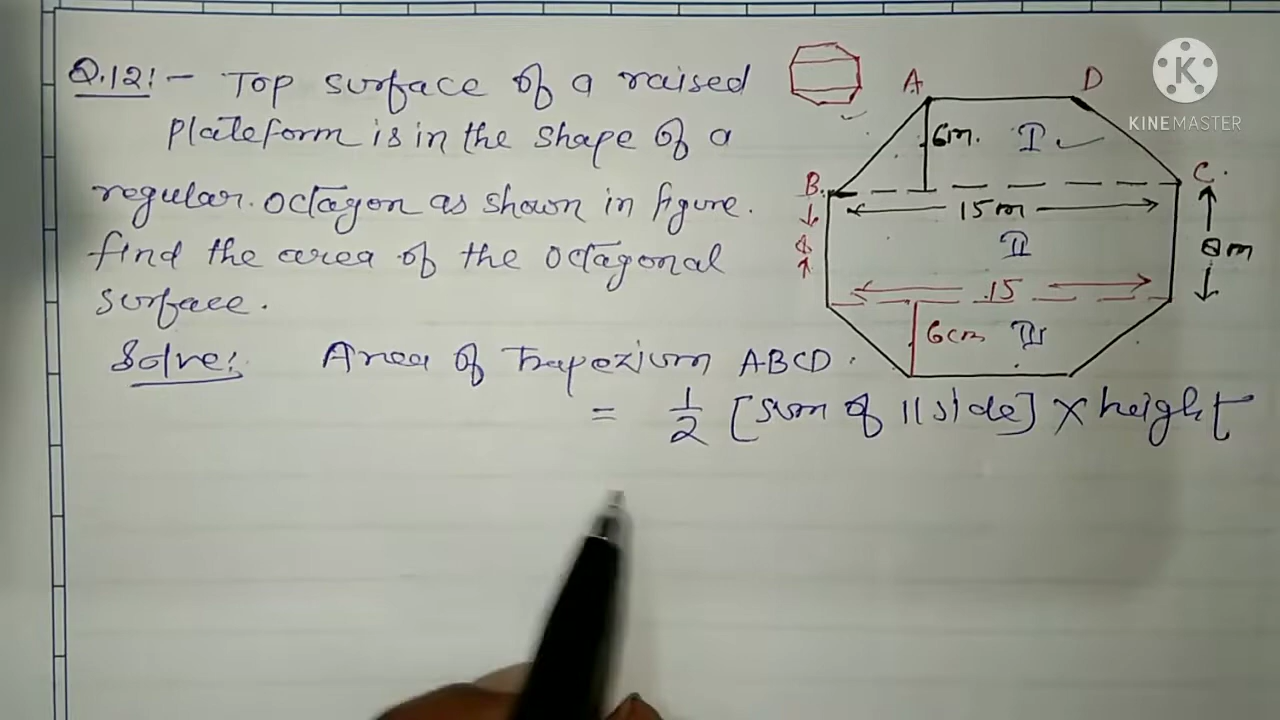 Q.12:- Top surface of a raised
plateform is in the shape of a
regular octagon as shown in figure.
find the area of the octagonal
surface.
Solve: Area of Trapezium ABCD.
= 1/2 [sum of || side] × height
A D
6m. I
B. C.
15m
II 8m
15
6cm III
K
KINEMASTER